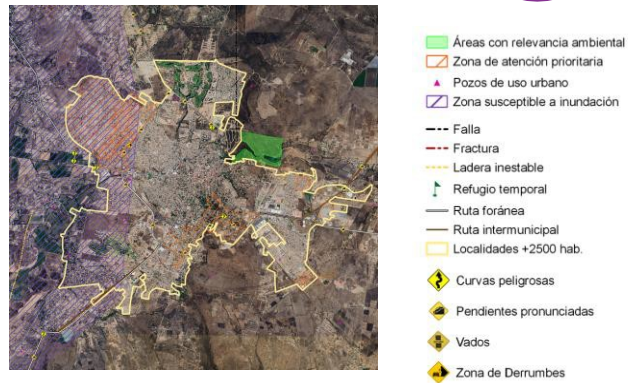 Áreas con relevancia ambiental
Zona de atención prioritaria
Pozos de uso urbano
Zona susceptible a inundación
Falla
Fractura
Ladera inestable
Refugio temporal
Ruta foránea
Ruta intermunicipal
Localidades +2500 hab.
Curvas peligrosas
Pendientes pronunciadas
Vados
Zona de Derrumbes